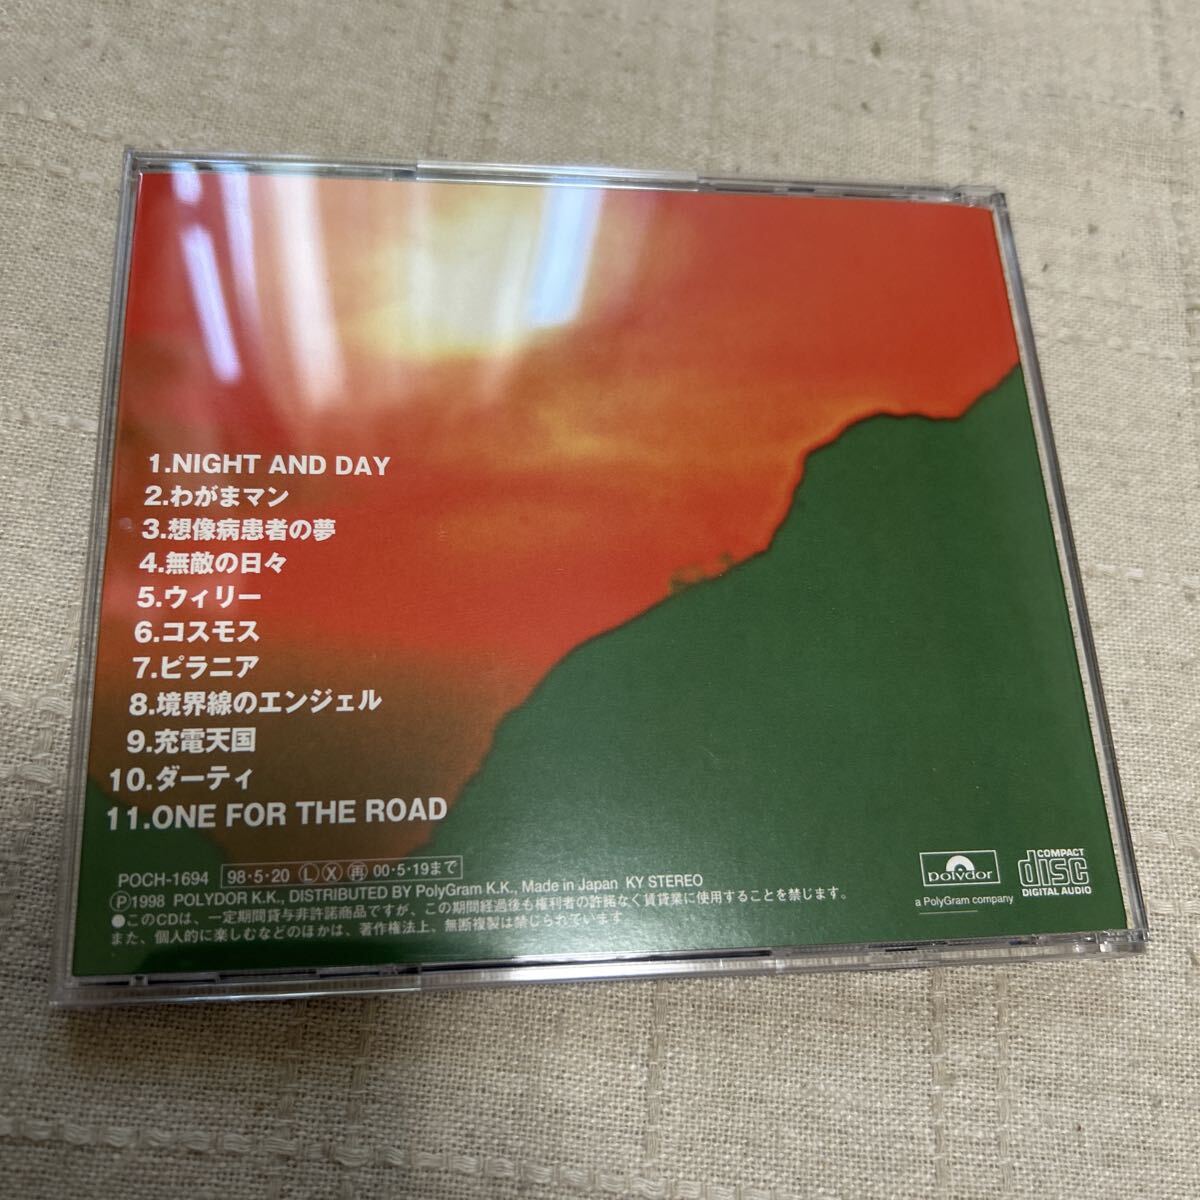 1.NIGHT AND DAY
2.わがまマン
3.想像病患者の夢
4.無敵の日々
5.ウィリー
6.コスモス
7.ピラニア
8.境界線のエンジェル
9.充電天国
10.ダーティ
11.ONE FOR THE ROAD
POCH-1694 98·5·20 Ⓛ Ⓧ ㊢ 00·5·19まで
Ⓟ1998 POLYDOR K.K., DISTRIBUTED BY PolyGram K.K., Made in Japan KY STEREO
●このCDは、一定期間貸与非許諾商品ですが、この期間経過後も権利者の許諾なく賃貸業に使用することを禁じます。
また、個人的に楽しむなどのほかは、著作権法上、無断複製は禁じられています
polydor
a PolyGram company
COMPACT
disc
DIGITAL AUDIO